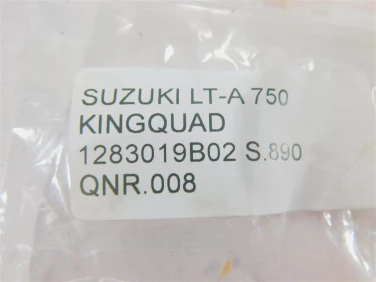 SUZUKI LT-A 750
KINGQUAD
1283019B02 S.890
QNR.008